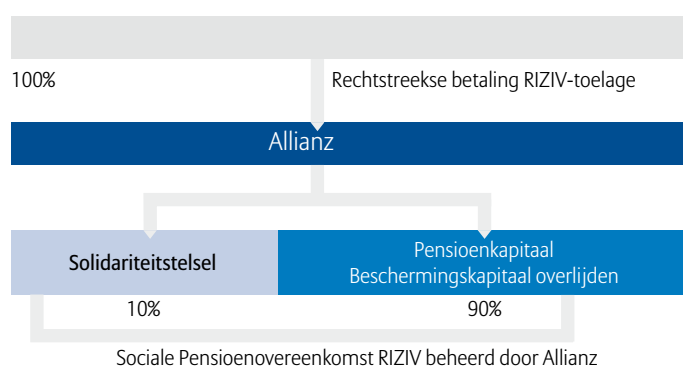 100%
Rechtstreekse betaling RIZIV-toelage
Allianz
Solidariteitstelsel
Pensioenkapitaal
Beschermingskapitaal overlijden
10%
90%
Sociale Pensioenovereenkomst RIZIV beheerd door Allianz